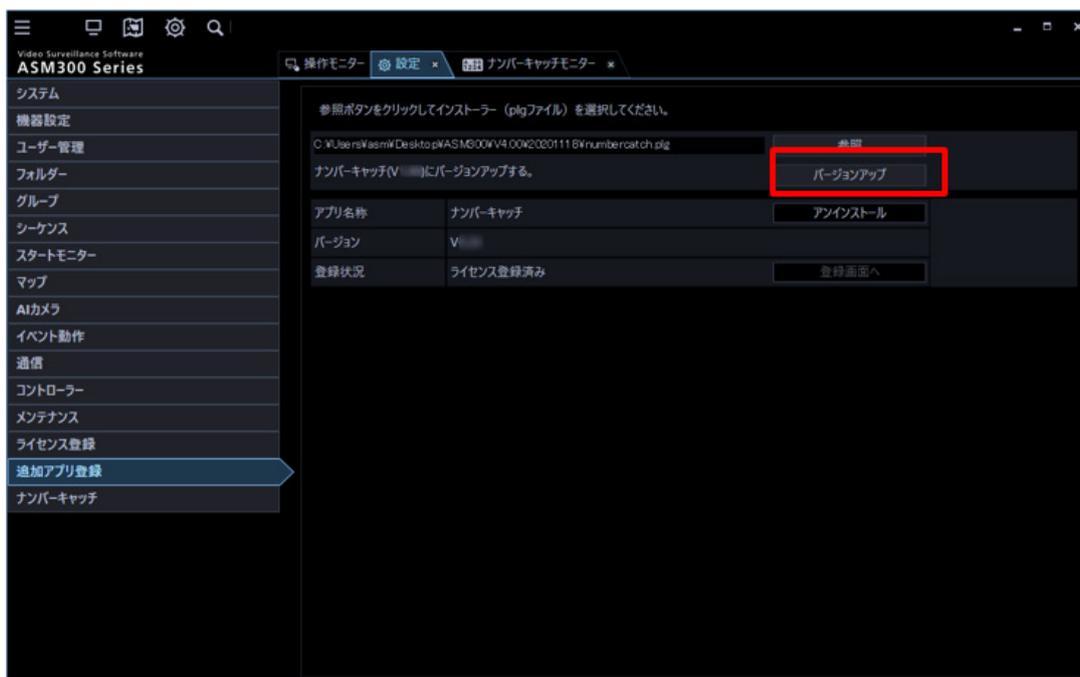 Video Surveillance Software
ASM300 Series
操作モニター
設定
ナンバーキャッチモニター
システム
機器設定
ユーザー管理
フォルダー
グループ
シーケンス
スタートモニター
マップ
AIカメラ
イベント動作
通信
コントローラー
メンテナンス
ライセンス登録
追加アプリ登録
ナンバーキャッチ
参照ボタンをクリックしてインストーラー（plgファイル）を選択してください。
C:¥Users¥asm¥Desktop¥ASM300¥V4.00¥20201118¥numbercatch.plg 参照
ナンバーキャッチ(V )にバージョンアップする。 バージョンアップ
アプリ名称 ナンバーキャッチ アンインストール
バージョン V
登録状況 ライセンス登録済み 登録画面へ